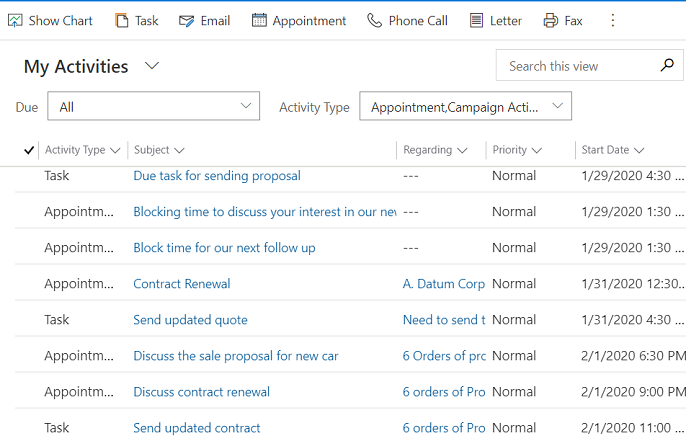 Show Chart Task Email Appointment Phone Call Letter Fax
My Activities Search this view
Due All Activity Type Appointment,Campaign Acti...
Activity Type Subject Regarding Priority Start Date
Task Due task for sending proposal --- Normal 1/29/2020 4:30 ...
Appointm... Blocking time to discuss your interest in our new --- Normal 1/29/2020 1:30 ...
Appointm... Block time for our next follow up --- Normal 1/29/2020 1:30 ...
Appointm... Contract Renewal A. Datum Corp Normal 1/31/2020 12:30...
Task Send updated quote Need to send t Normal 1/31/2020 4:30 ...
Appointm... Discuss the sale proposal for new car 6 Orders of prc Normal 2/1/2020 6:30 PM
Appointm... Discuss contract renewal 6 orders of Pro Normal 2/1/2020 9:00 PM
Task Send updated contract 6 orders of Pro Normal 2/1/2020 11:00 ...